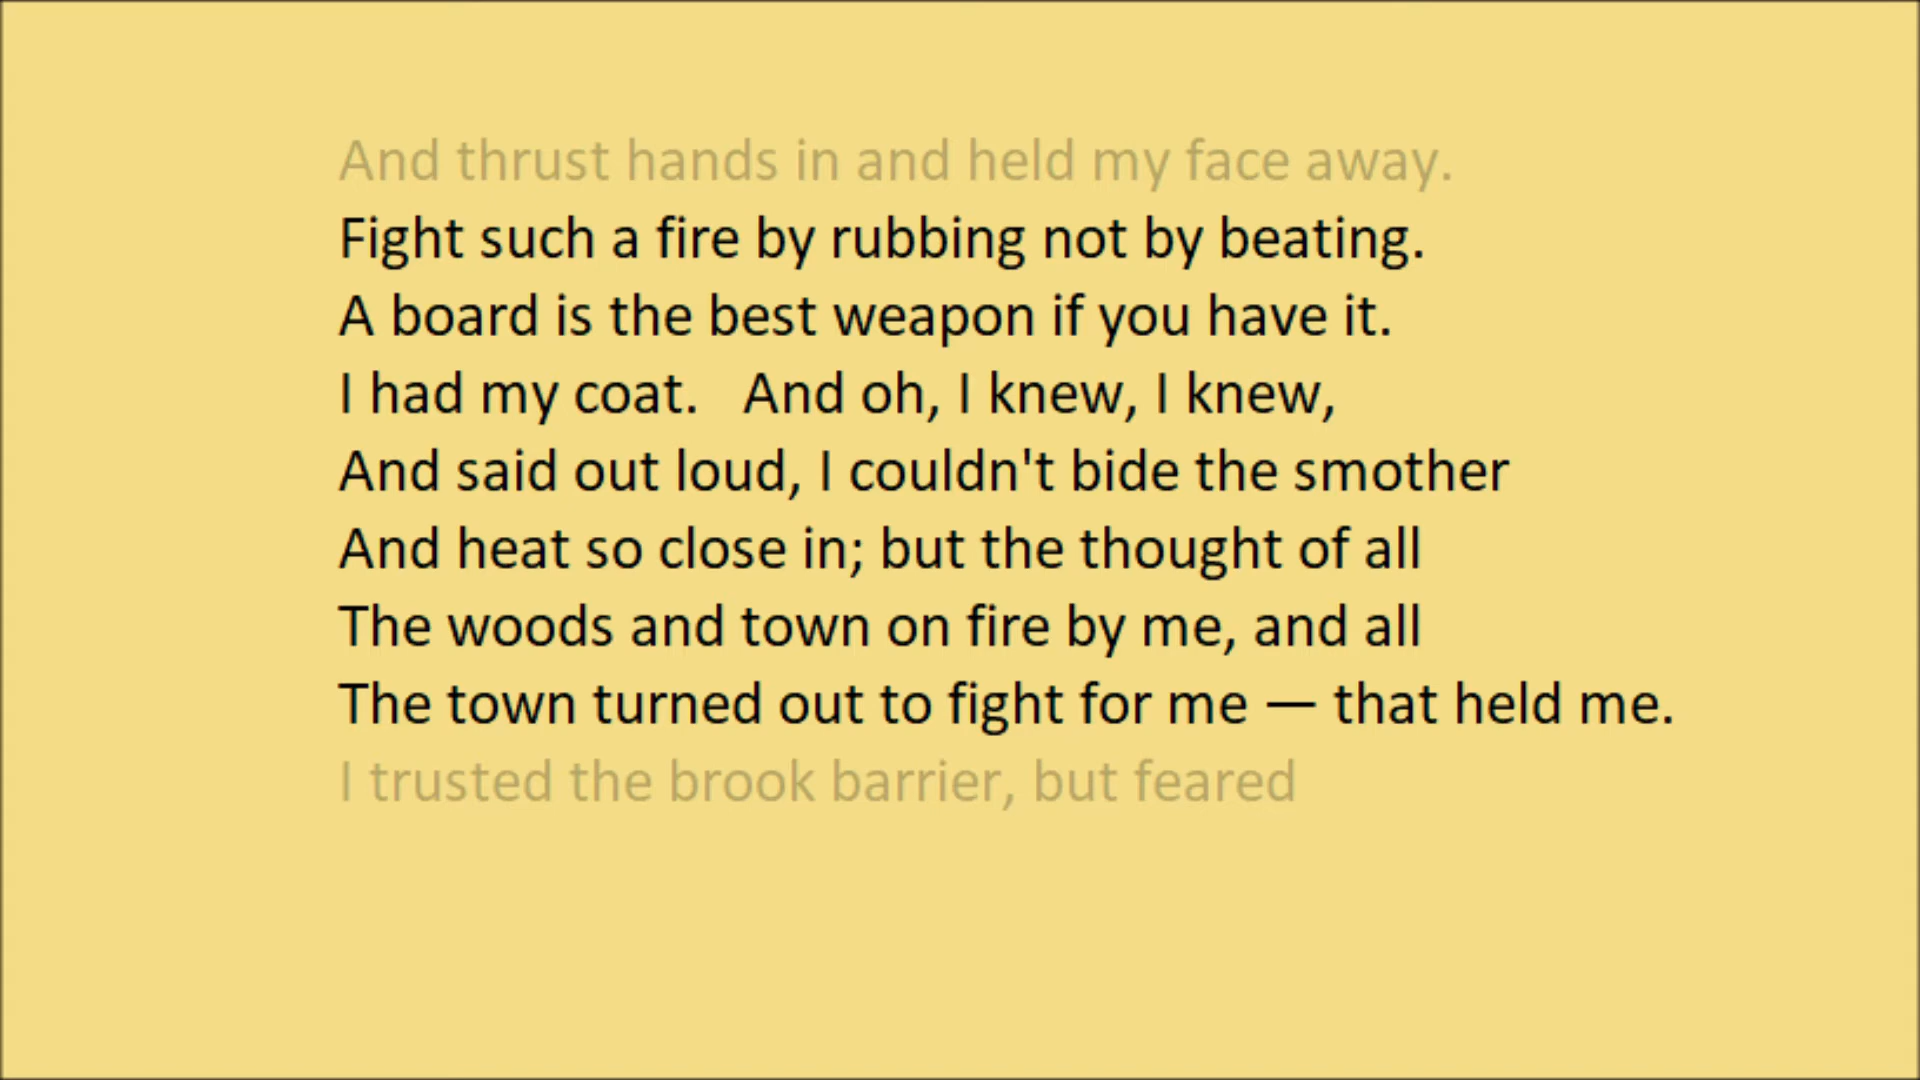 And thrust hands in and held my face away.
Fight such a fire by rubbing not by beating.
A board is the best weapon if you have it.
I had my coat.   And oh, I knew, I knew,
And said out loud, I couldn't bide the smother
And heat so close in; but the thought of all
The woods and town on fire by me, and all
The town turned out to fight for me — that held me.
I trusted the brook barrier, but feared